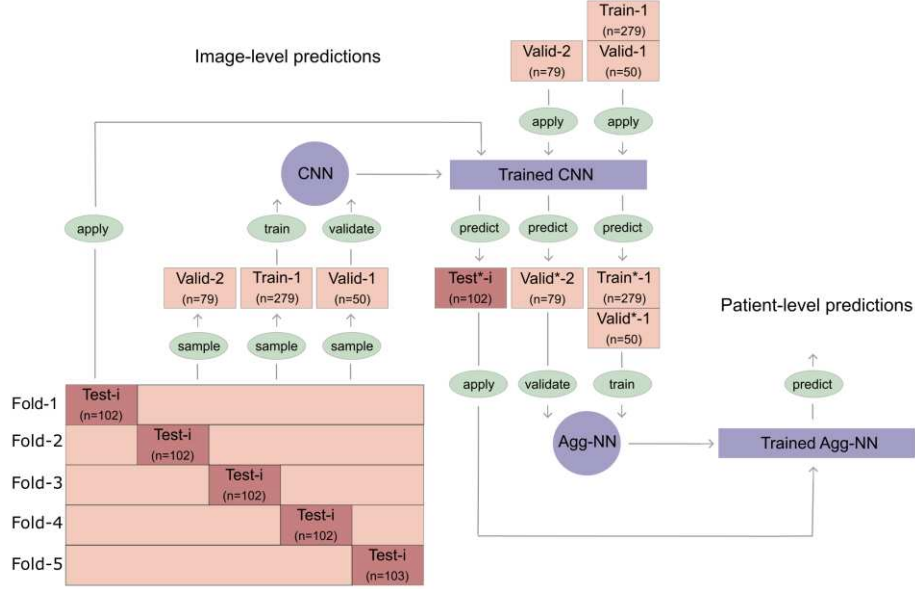 Image-level predictions
Train-1
(n=279)
Valid-2
(n=79)
Valid-1
(n=50)
apply
apply
CNN
Trained CNN
apply
train
validate
predict
predict
predict
Valid-2
(n=79)
Train-1
(n=279)
Valid-1
(n=50)
Test*-i
(n=102)
Valid*-2
(n=79)
Train*-1
(n=279)
Valid*-1
(n=50)
Patient-level predictions
sample
sample
sample
apply
validate
train
predict
Fold-1
Test-i
(n=102)
Fold-2
Test-i
(n=102)
Fold-3
Test-i
(n=102)
Fold-4
Test-i
(n=102)
Fold-5
Test-i
(n=103)
Agg-NN
Trained Agg-NN